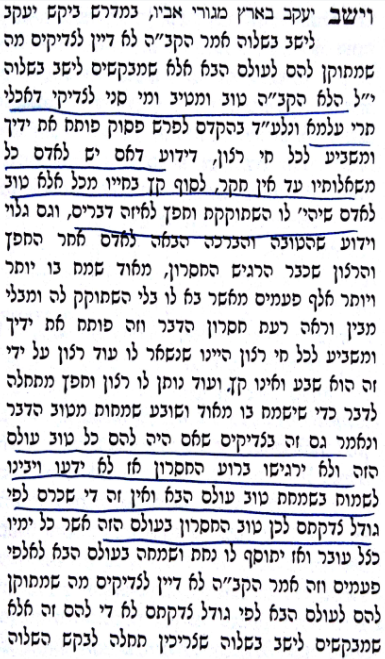 וישב יעקב בארץ מגורי אביו, במדרש ביקש יעקב
לישב בשלוה אמר הקב״ה לא דיין לצדיקים מה
שמתוקן להם לעולם הבא אלא שמבקשים לישב בשלוה
י״ל הלא הקב״ה טוב ומטיב ומי סני לצדיקי דאכלי
תרי עלמא ונלע״ד בהקדם לפרש פסוק פותח את ידיך
ומשביע לכל חי רצון, דידוע דאם יש לאדם כל
משאלותיו עד אין חקר, לסוף קץ בחייו מכל אלא טוב
לאדם שיהי׳ לו השתוקקת וחפץ לאיזה דברים, וגם גלוי
וידוע שהטובה והברכה הבאה לאדם אחר החפץ
והרצון שכבר הרגיש החסרון, מאוד שמח בו יותר
ויותר אלף פעמים מאשר בא לו בלי השתוקק לה ומבלי
מבין וראה רעת חסרון הדבר וזה פותח את ידיך
ומשביע לכל חי רצון היינו שנשאר לו עוד רצון על ידי
זה הוא שבע ואינו קץ, ועוד נותן לו רצון וחפץ מתחלה
לדבר כדי שישמח בו מאוד ושובע שמחות מטוב הדבר
ונאמר גם זה בצדיקים שאם היה להם כל טוב עולם
הזה ולא ירגישו ברוע החסרון אז לא ידעו ויבינו
לשמוח בשמחת טוב עולם הבא ואין זה די שכרם לפי
גודל צדקתם לכן טוב החסרון בעולם הזה אשר כל ימיו
כצל עובר ואז יתוסף לו נחת ושמחה בעולם הבא לאלפי
פעמים וזה אמר הקב״ה לא דיין לצדיקים מה שמתוקן
להם לעולם הבא לפי גודל צדקתם לא די להם זה אלא
שמבקשים לישב בשלוה שצריכין תחלה לבקש השלוה